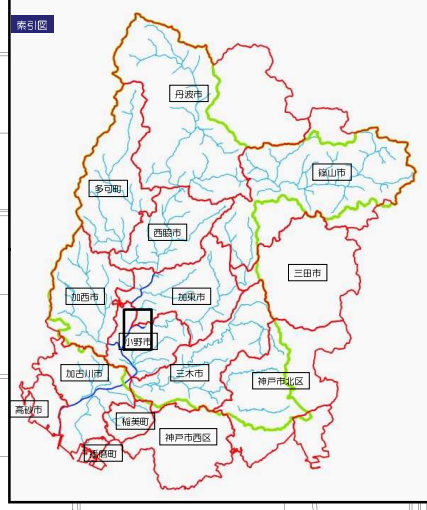 索引図
丹波市
篠山市
多可町
西脇市
三田市
加西市
加東市
小野市
加古川市
三木市
神戸市北区
高砂市
稲美町
神戸市西区
播磨町